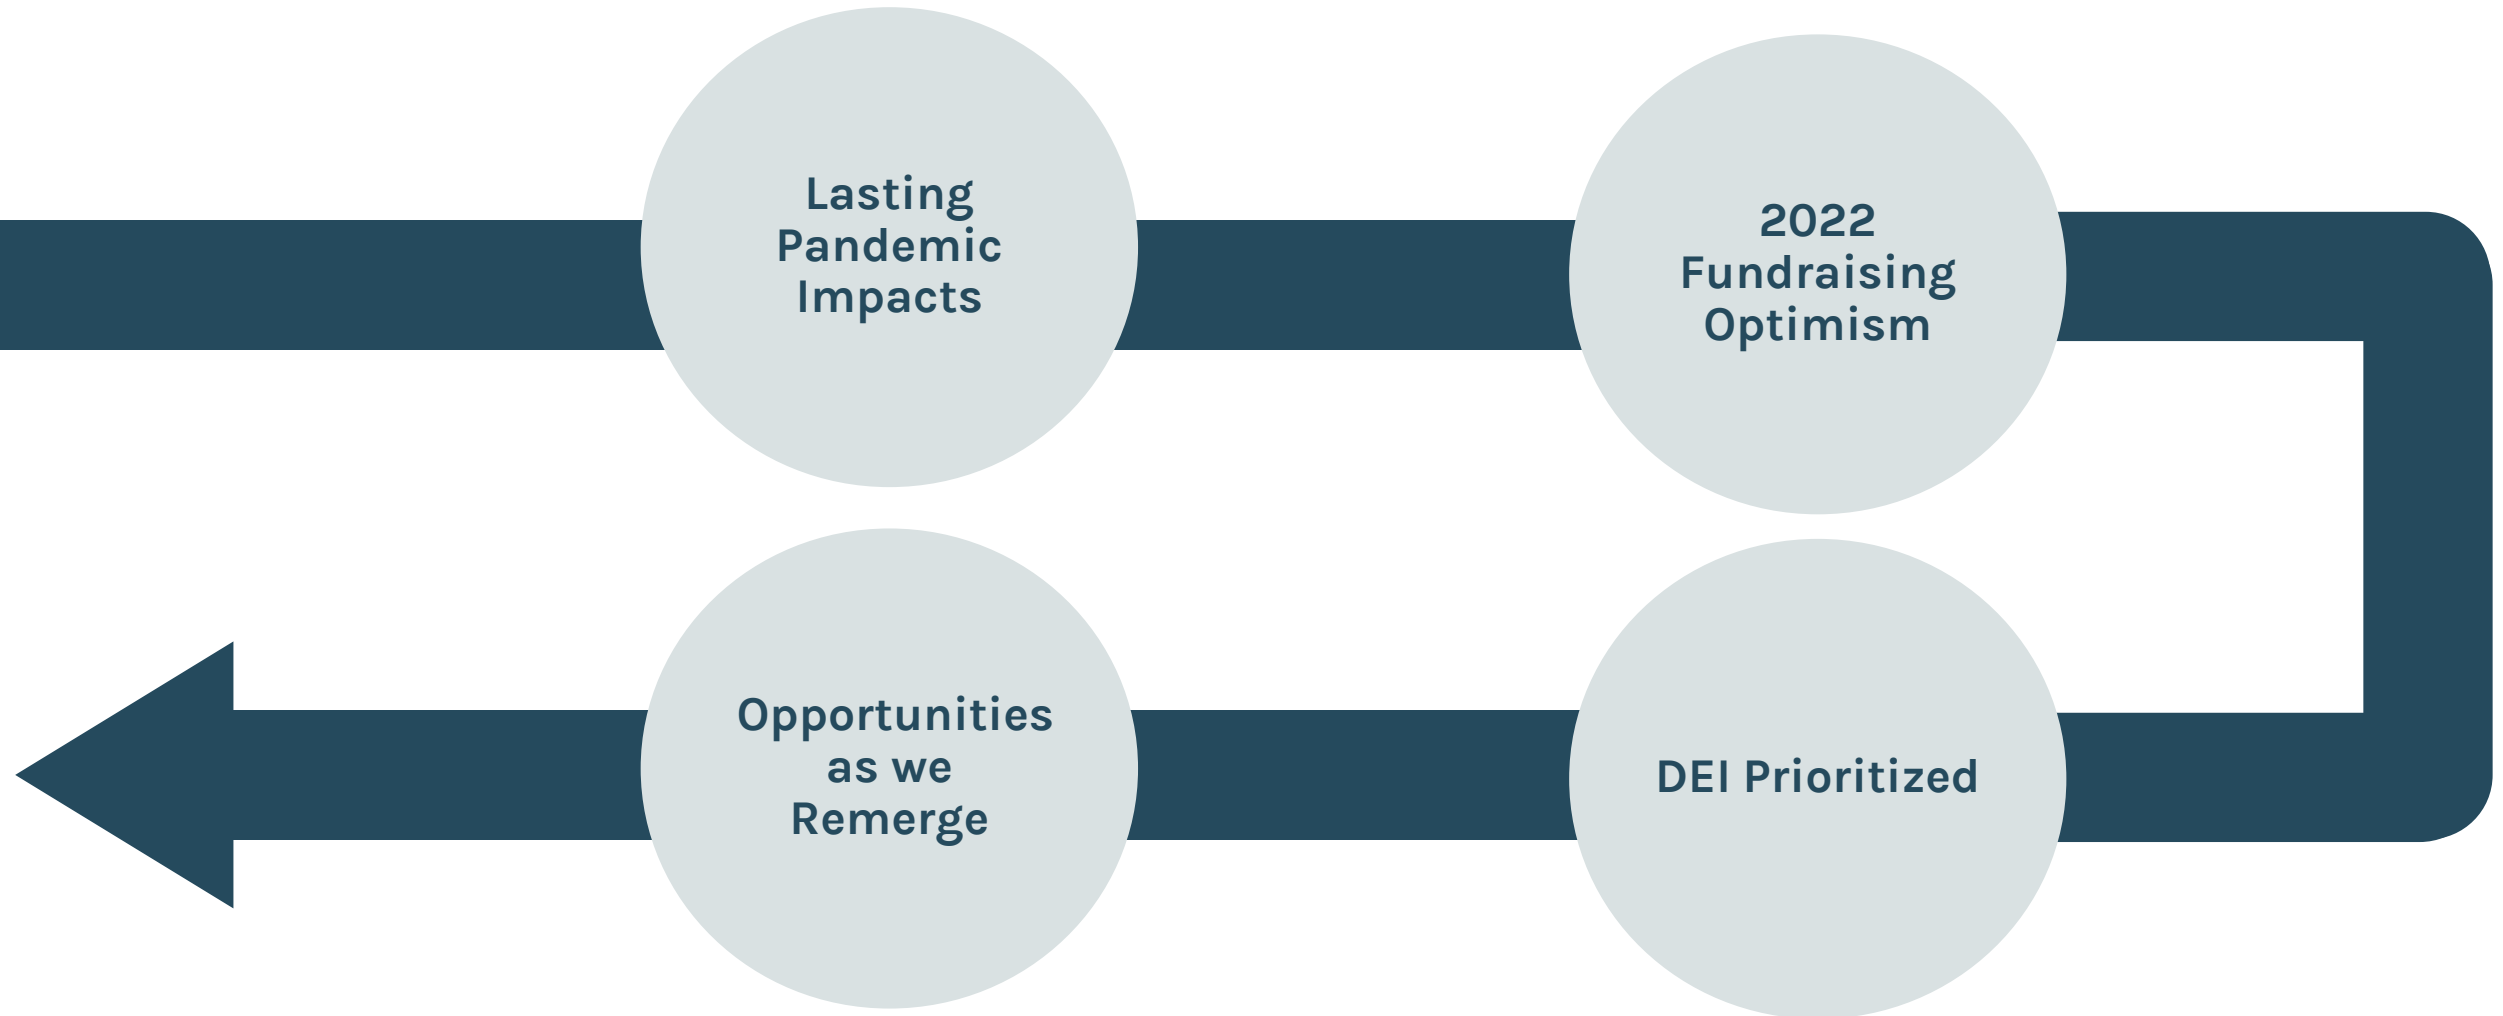 Lasting
Pandemic
Impacts
2022
Fundraising
Optimism
DEI Prioritized
Opportunities
as we
Remerge